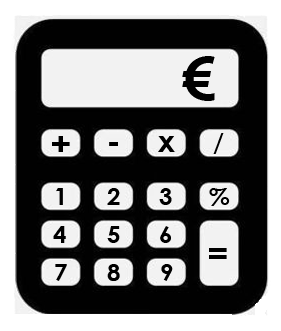 €
+ - x /
1 2 3 %
4 5 6 =
7 8 9